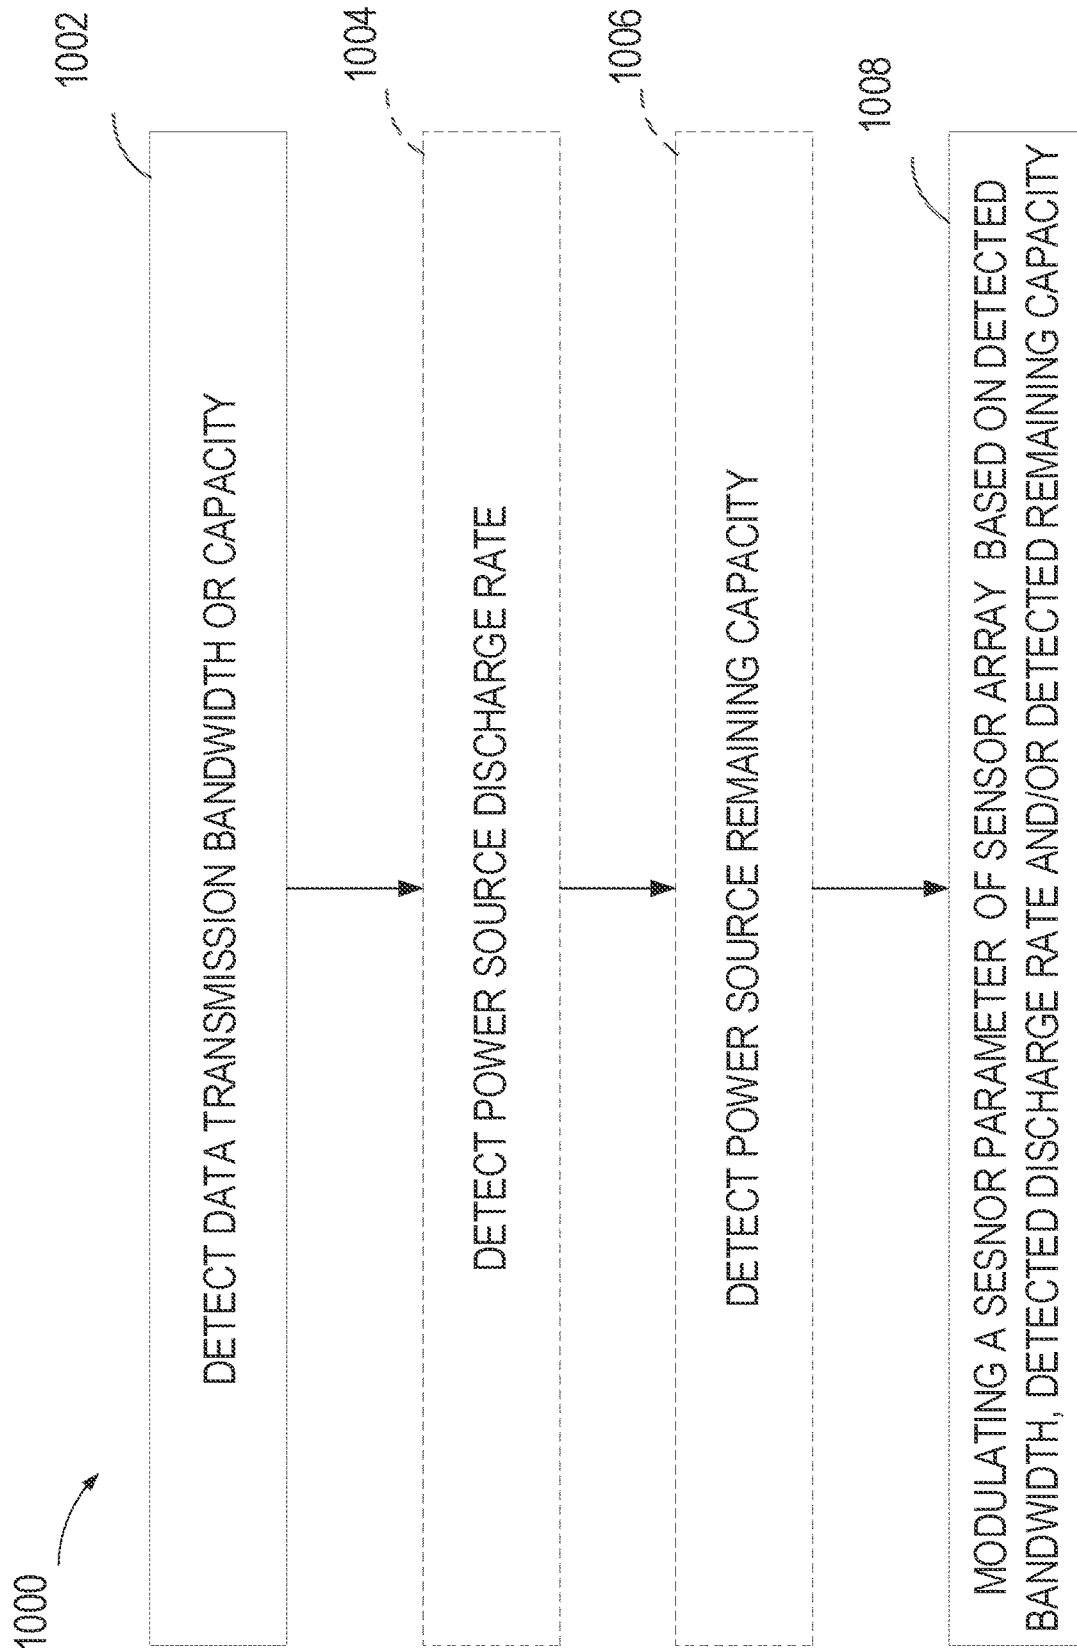 1000
1002
DETECT DATA TRANSMISSION BANDWIDTH OR CAPACITY
1004
DETECT POWER SOURCE DISCHARGE RATE
1006
DETECT POWER SOURCE REMAINING CAPACITY
1008
MODULATING A SESNOR PARAMETER OF SENSOR ARRAY BASED ON DETECTED
BANDWIDTH, DETECTED DISCHARGE RATE AND/OR DETECTED REMAINING CAPACITY